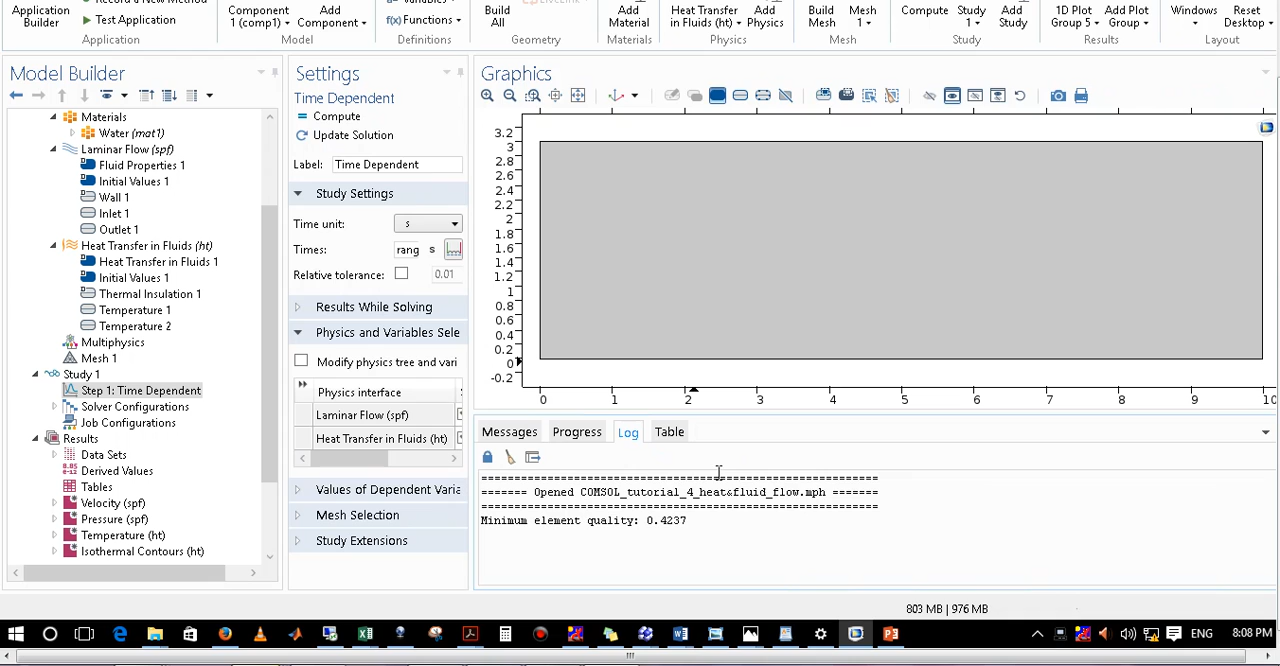 Record a New Method
Variables
LiveLink
Application Builder
Test Application
Component 1 (comp1)
Add Component
f(x) Functions
Build All
Add Material
Heat Transfer in Fluids (ht)
Add Physics
Build Mesh
Mesh 1
Compute
Study 1
Add Study
1D Plot Group 5
Add Plot Group
Windows
Reset Desktop
Application
Model
Definitions
Geometry
Materials
Physics
Mesh
Study
Results
Layout
Model Builder
Materials
Water (mat1)
Laminar Flow (spf)
Fluid Properties 1
Initial Values 1
Wall 1
Inlet 1
Outlet 1
Heat Transfer in Fluids (ht)
Heat Transfer in Fluids 1
Initial Values 1
Thermal Insulation 1
Temperature 1
Temperature 2
Multiphysics
Mesh 1
Study 1
Step 1: Time Dependent
Solver Configurations
Job Configurations
Results
Data Sets
8.85
e-12
Derived Values
Tables
Velocity (spf)
Pressure (spf)
Temperature (ht)
Isothermal Contours (ht)
Settings
Time Dependent
= Compute
Update Solution
Label: Time Dependent
Study Settings
Time unit: s
Times: rang s
Relative tolerance: 0.01
Results While Solving
Physics and Variables Sele
Modify physics tree and vari
Physics interface
Laminar Flow (spf)
Heat Transfer in Fluids (ht)
Values of Dependent Varia
Mesh Selection
Study Extensions
Graphics
3.2
3
2.8
2.6
2.4
2.2
2
1.8
1.6
1.4
1.2
1
0.8
0.6
0.4
0.2
0
-0.2
0 1 2 3 4 5 6 7 8 9 10
Messages Progress Log Table
======================================================
====== Opened COMSOL_tutorial_4_heat&fluid_flow.mph =======
======================================================
Minimum element quality: 0.4237
803 MB | 976 MB
ENG 8:08 PM